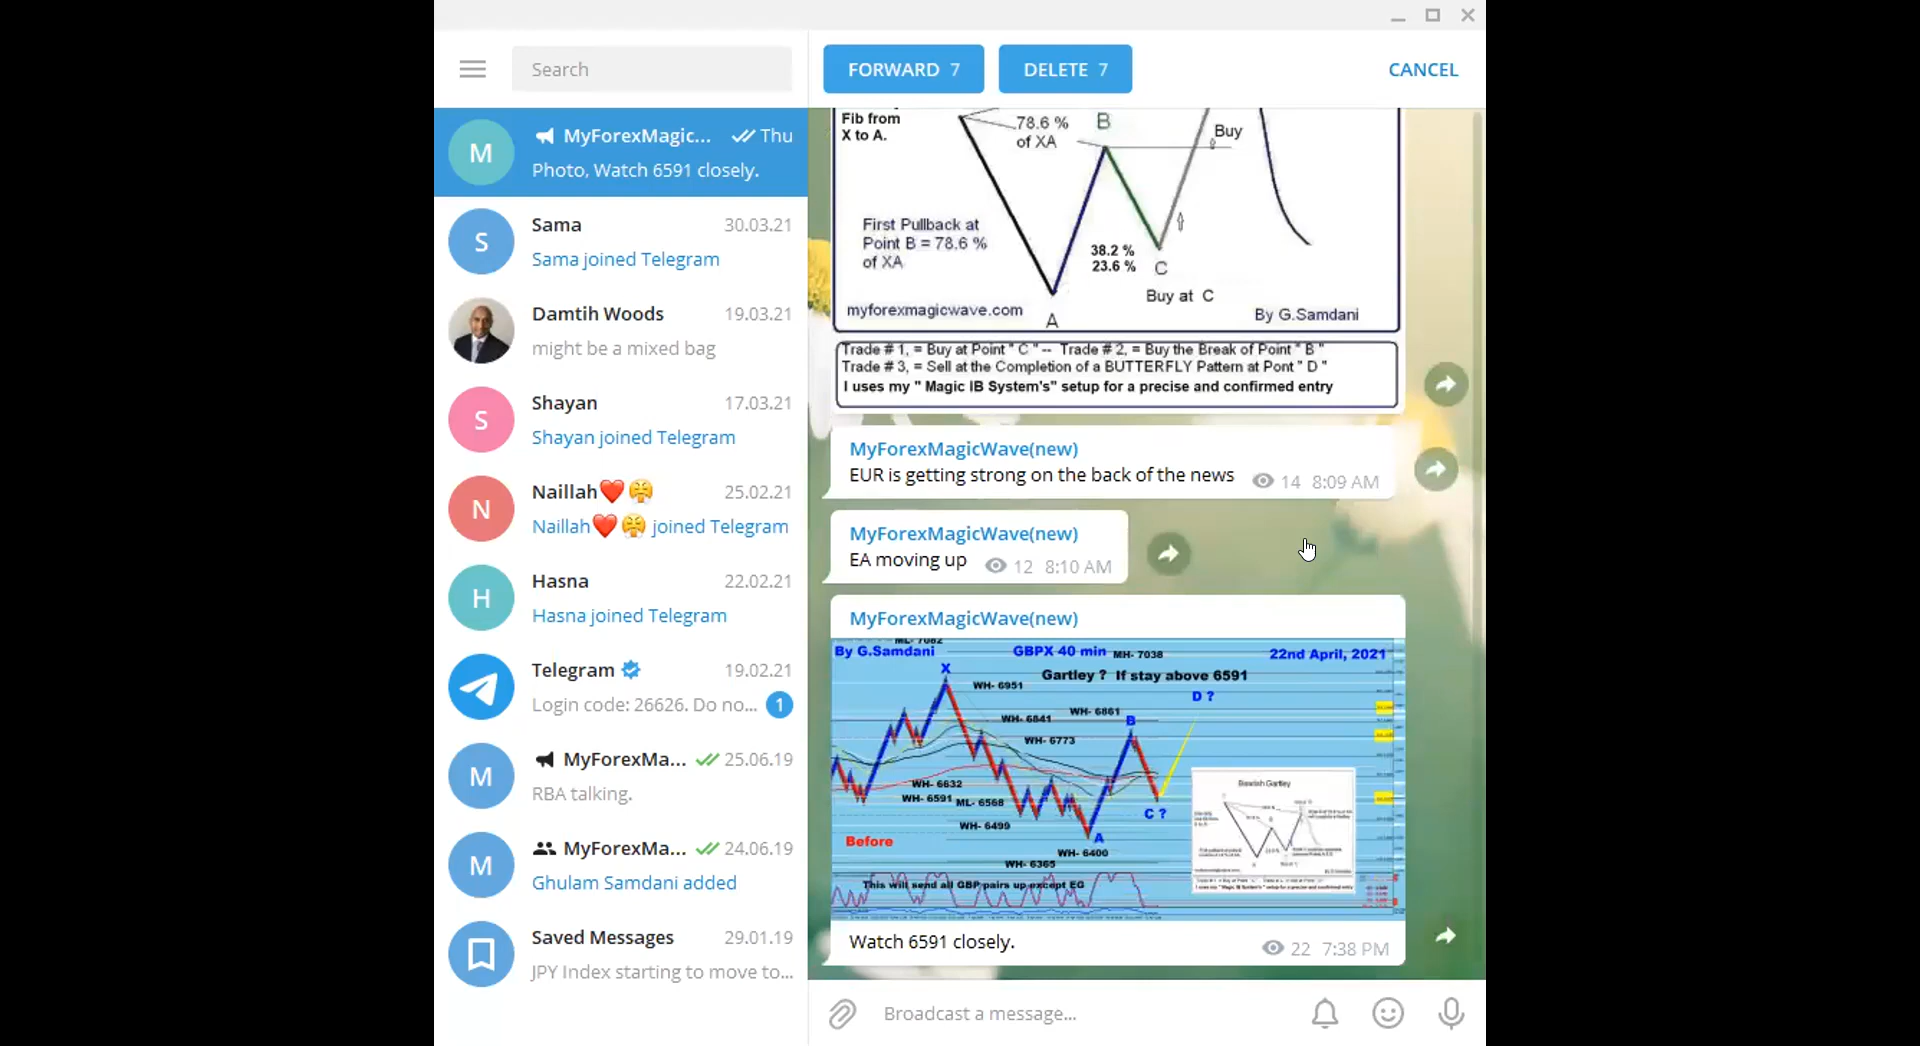 Search
FORWARD 7
DELETE 7
CANCEL
MyForexMagic... Thu
Photo, Watch 6591 closely.
Sama 30.03.21
Sama joined Telegram
Damtih Woods 19.03.21
might be a mixed bag
Shayan 17.03.21
Shayan joined Telegram
Naillah❤️😤 25.02.21
Naillah❤️😤 joined Telegram
Hasna 22.02.21
Hasna joined Telegram
Telegram 19.02.21
Login code: 26626. Do no... 1
MyForexMa... 25.06.19
RBA talking.
MyForexMa... 24.06.19
Ghulam Samdani added
Saved Messages 29.01.19
JPY Index starting to move to...
M
S
S
N
H
M
M
Fib from
X to A.
78.6 %
of XA
B
Buy
First Pullback at
Point B = 78.6 %
of XA
38.2 %
23.6 %
C
Buy at C
myforexmagicwave.com
A
By G.Samdani
Trade # 1, = Buy at Point " C " -- Trade # 2, = Buy the Break of Point " B "
Trade # 3, = Sell at the Completion of a BUTTERFLY Pattern at Pont " D "
I uses my " Magic IB System's" setup for a precise and confirmed entry
MyForexMagicWave(new)
EUR is getting strong on the back of the news 14 8:09 AM
MyForexMagicWave(new)
EA moving up 12 8:10 AM
MyForexMagicWave(new)
ML- 7082
By G.Samdani GBPX 40 min MH- 7038 22nd April, 2021
Gartley ? If stay above 6591
X
WH- 6951
D ?
WH- 6861
WH- 6841
B
WH- 6773
WH- 6632
WH- 6591 ML- 6568
C ?
WH- 6499
Before
A
WH- 6400
WH- 6365
This will send all GBP pairs up except EG
Bearish Gartley
Watch 6591 closely. 22 7:38 PM
Broadcast a message...